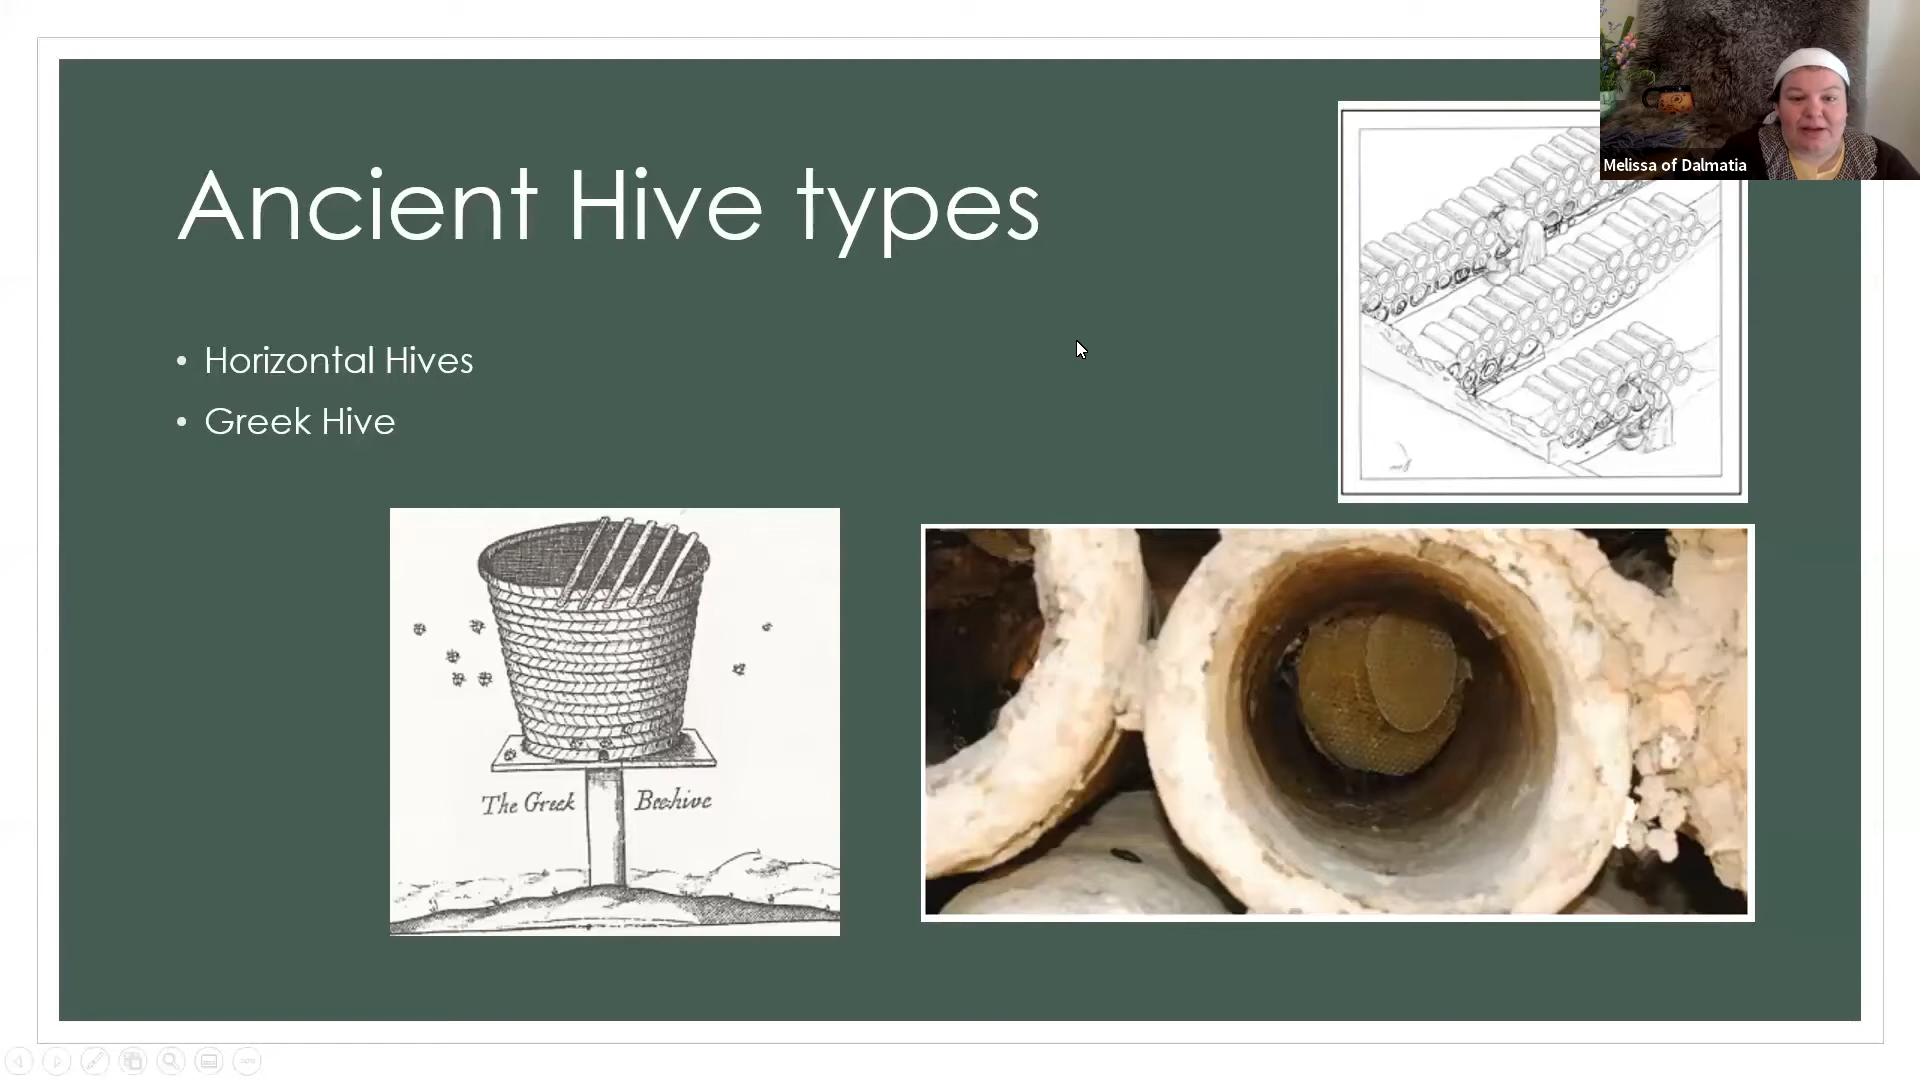 Ancient Hive types
Melissa of Dalmatia
• Horizontal Hives
• Greek Hive
The Greek Beehive